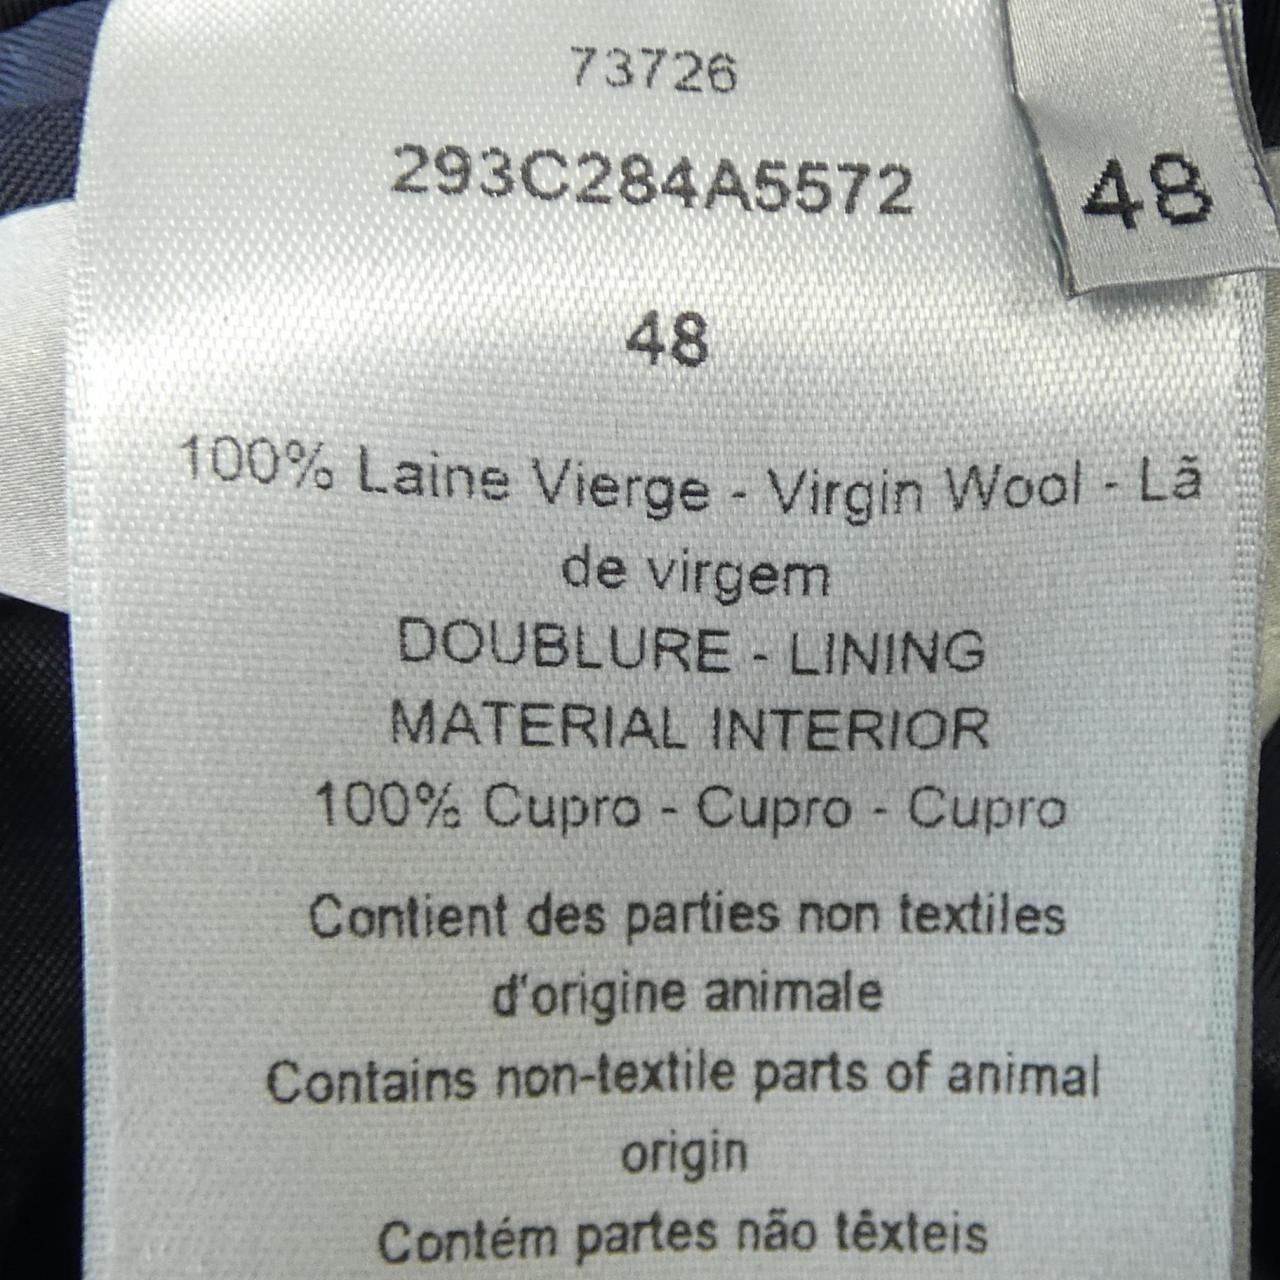 73726
293C284A5572
48
48
100% Laine Vierge - Virgin Wool - Lã
de virgem
DOUBLURE - LINING
MATERIAL INTERIOR
100% Cupro - Cupro - Cupro
Contient des parties non textiles
d'origine animale
Contains non-textile parts of animal
origin
Contém partes não têxteis